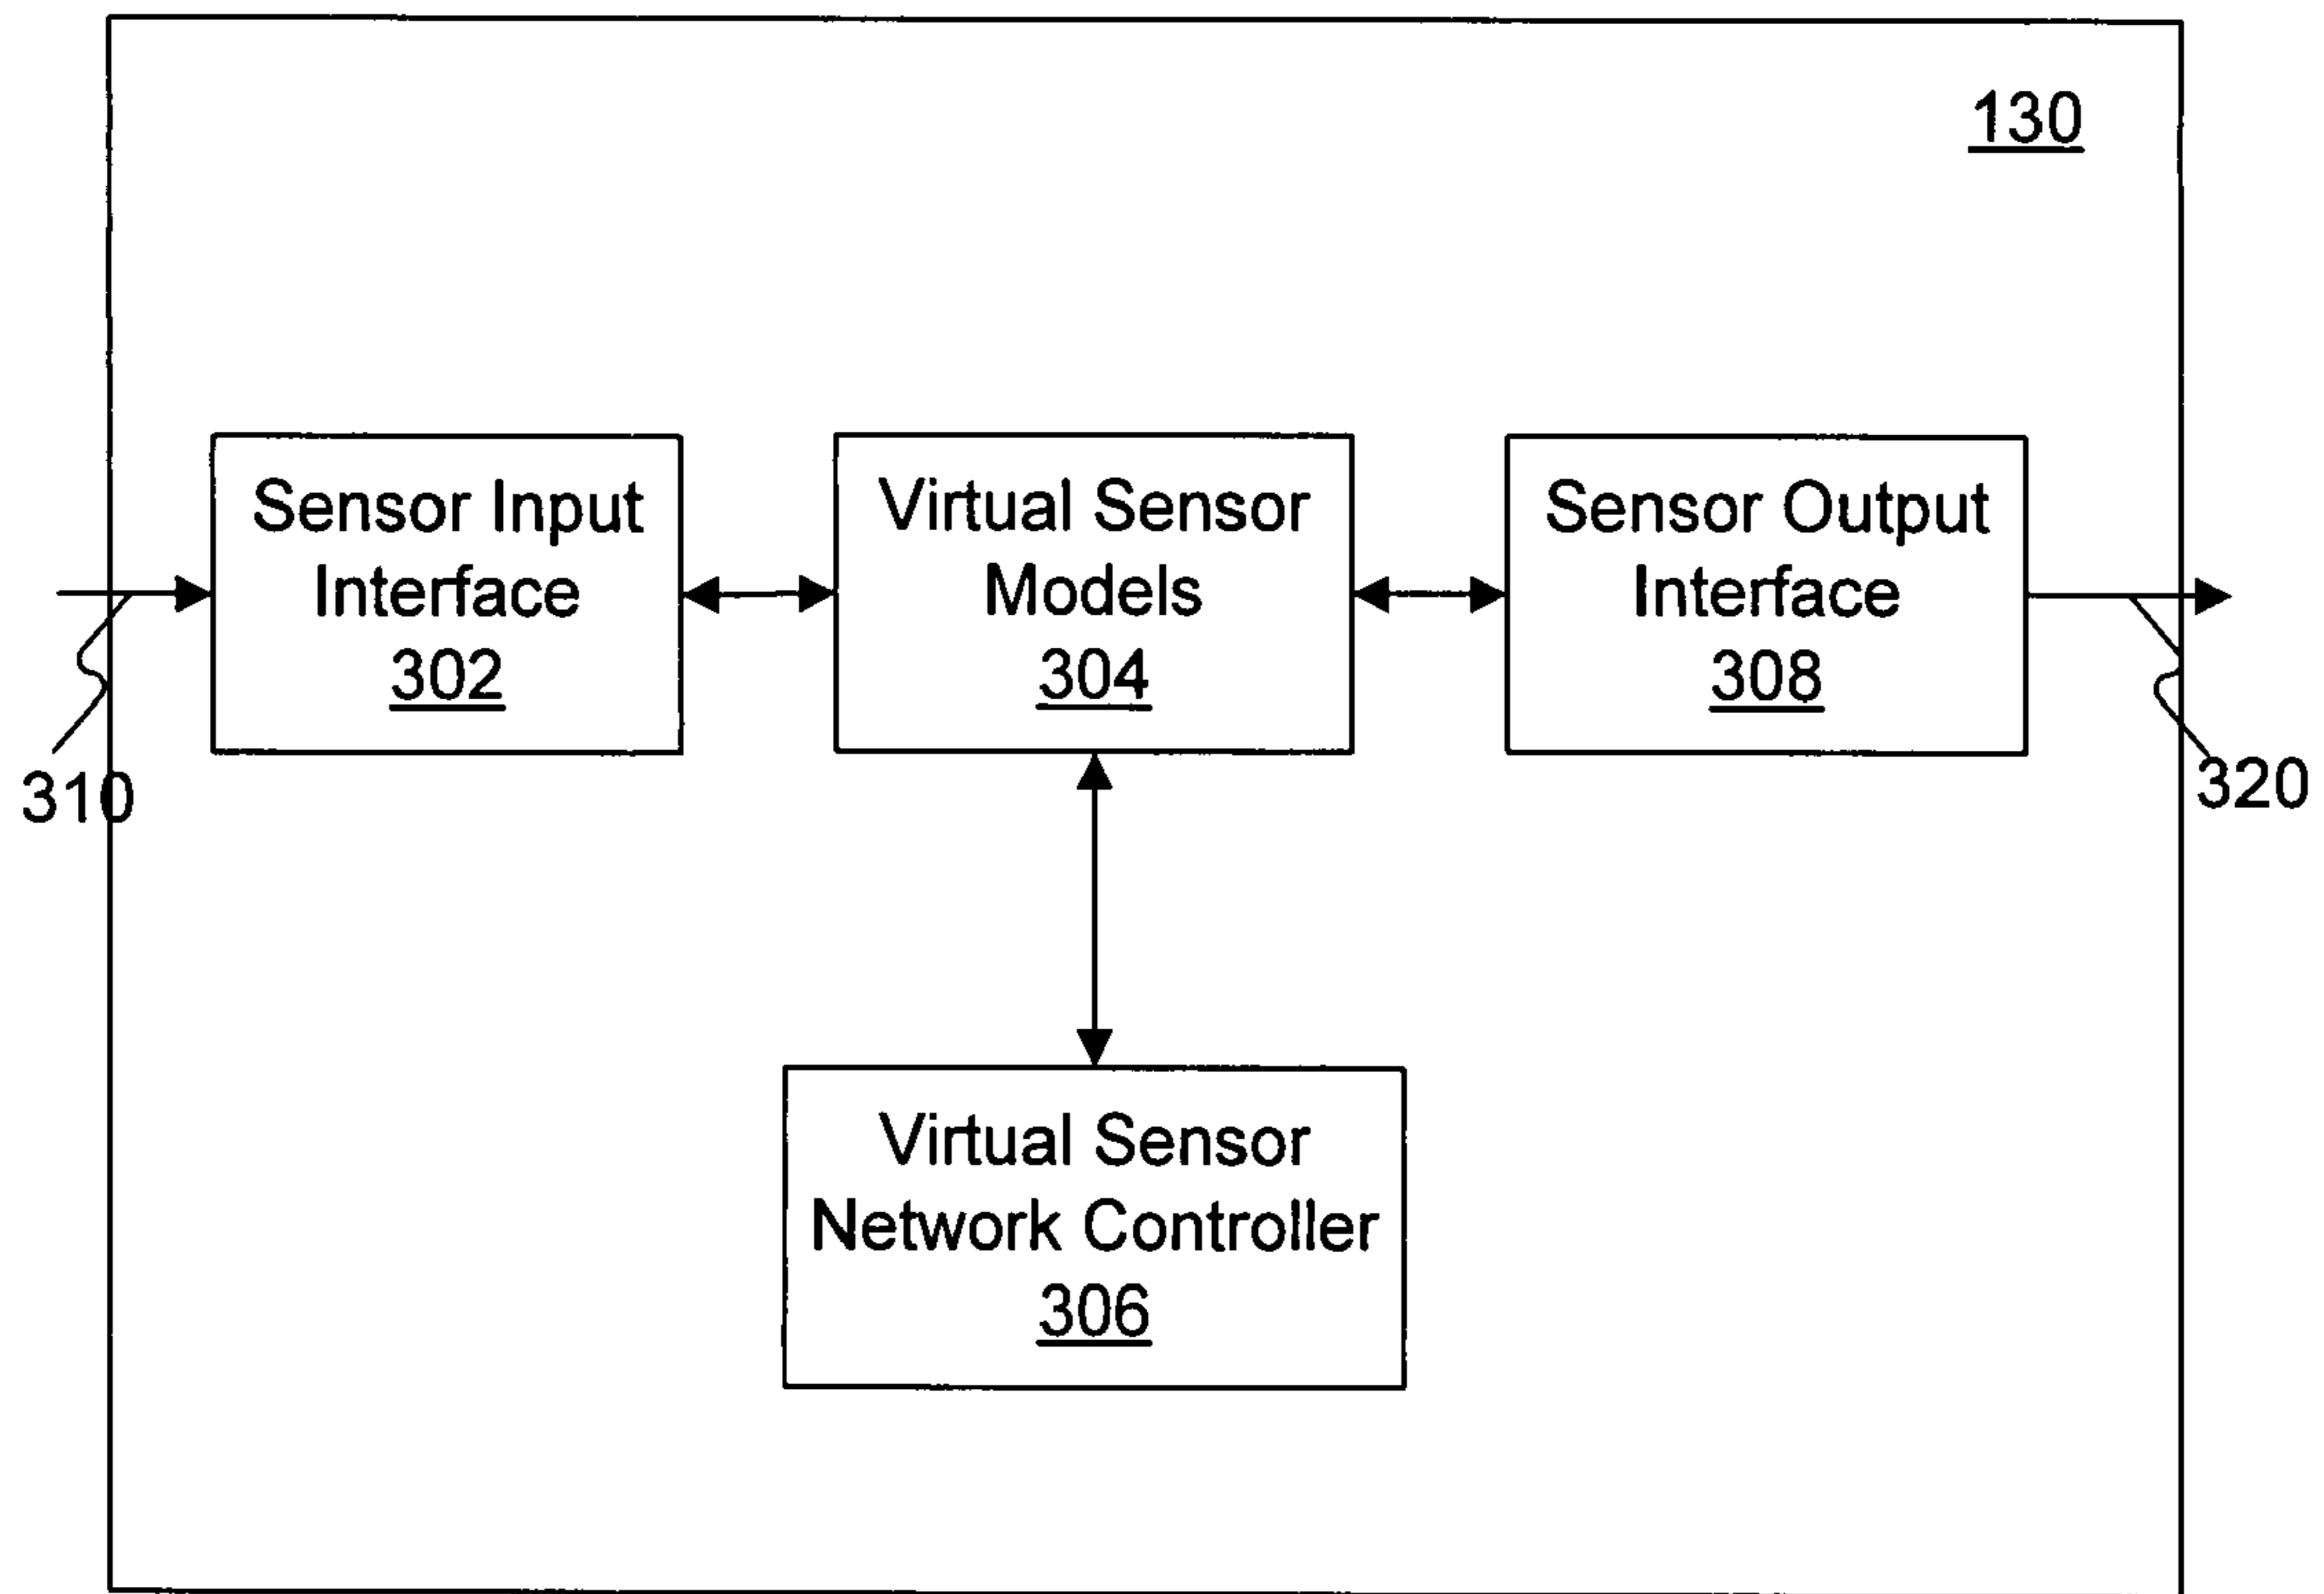 130
Sensor Input
Interface
302
Virtual Sensor
Models
304
Sensor Output
Interface
308
310
320
Virtual Sensor
Network Controller
306